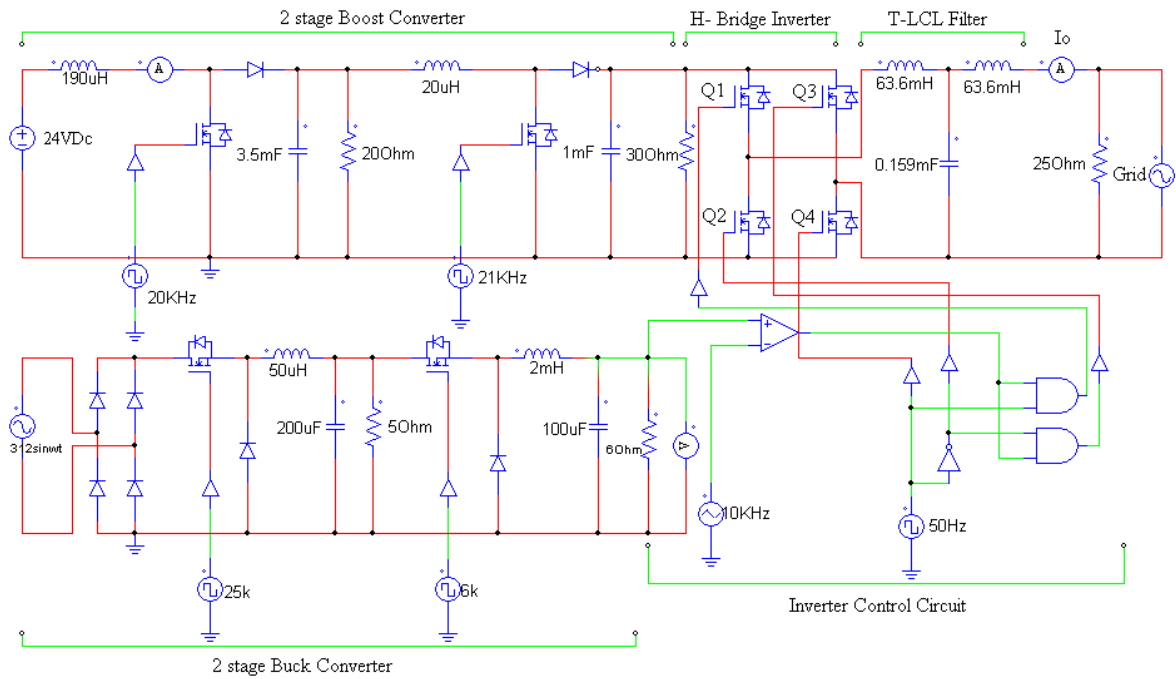 2 stage Boost Converter
H- Bridge Inverter
T-LCL Filter
Io
190uH
A
20uH
Q1
Q3
63.6mH
63.6mH
A
24VDc
3.5mF
20Ohm
1mF
30Ohm
0.159mF
25Ohm
Grid
Q2
Q4
20KHz
21KHz
50uH
2mH
312sinwt
200uF
5Ohm
100uF
6Ohm
V
10KHz
50Hz
25k
6k
Inverter Control Circuit
2 stage Buck Converter